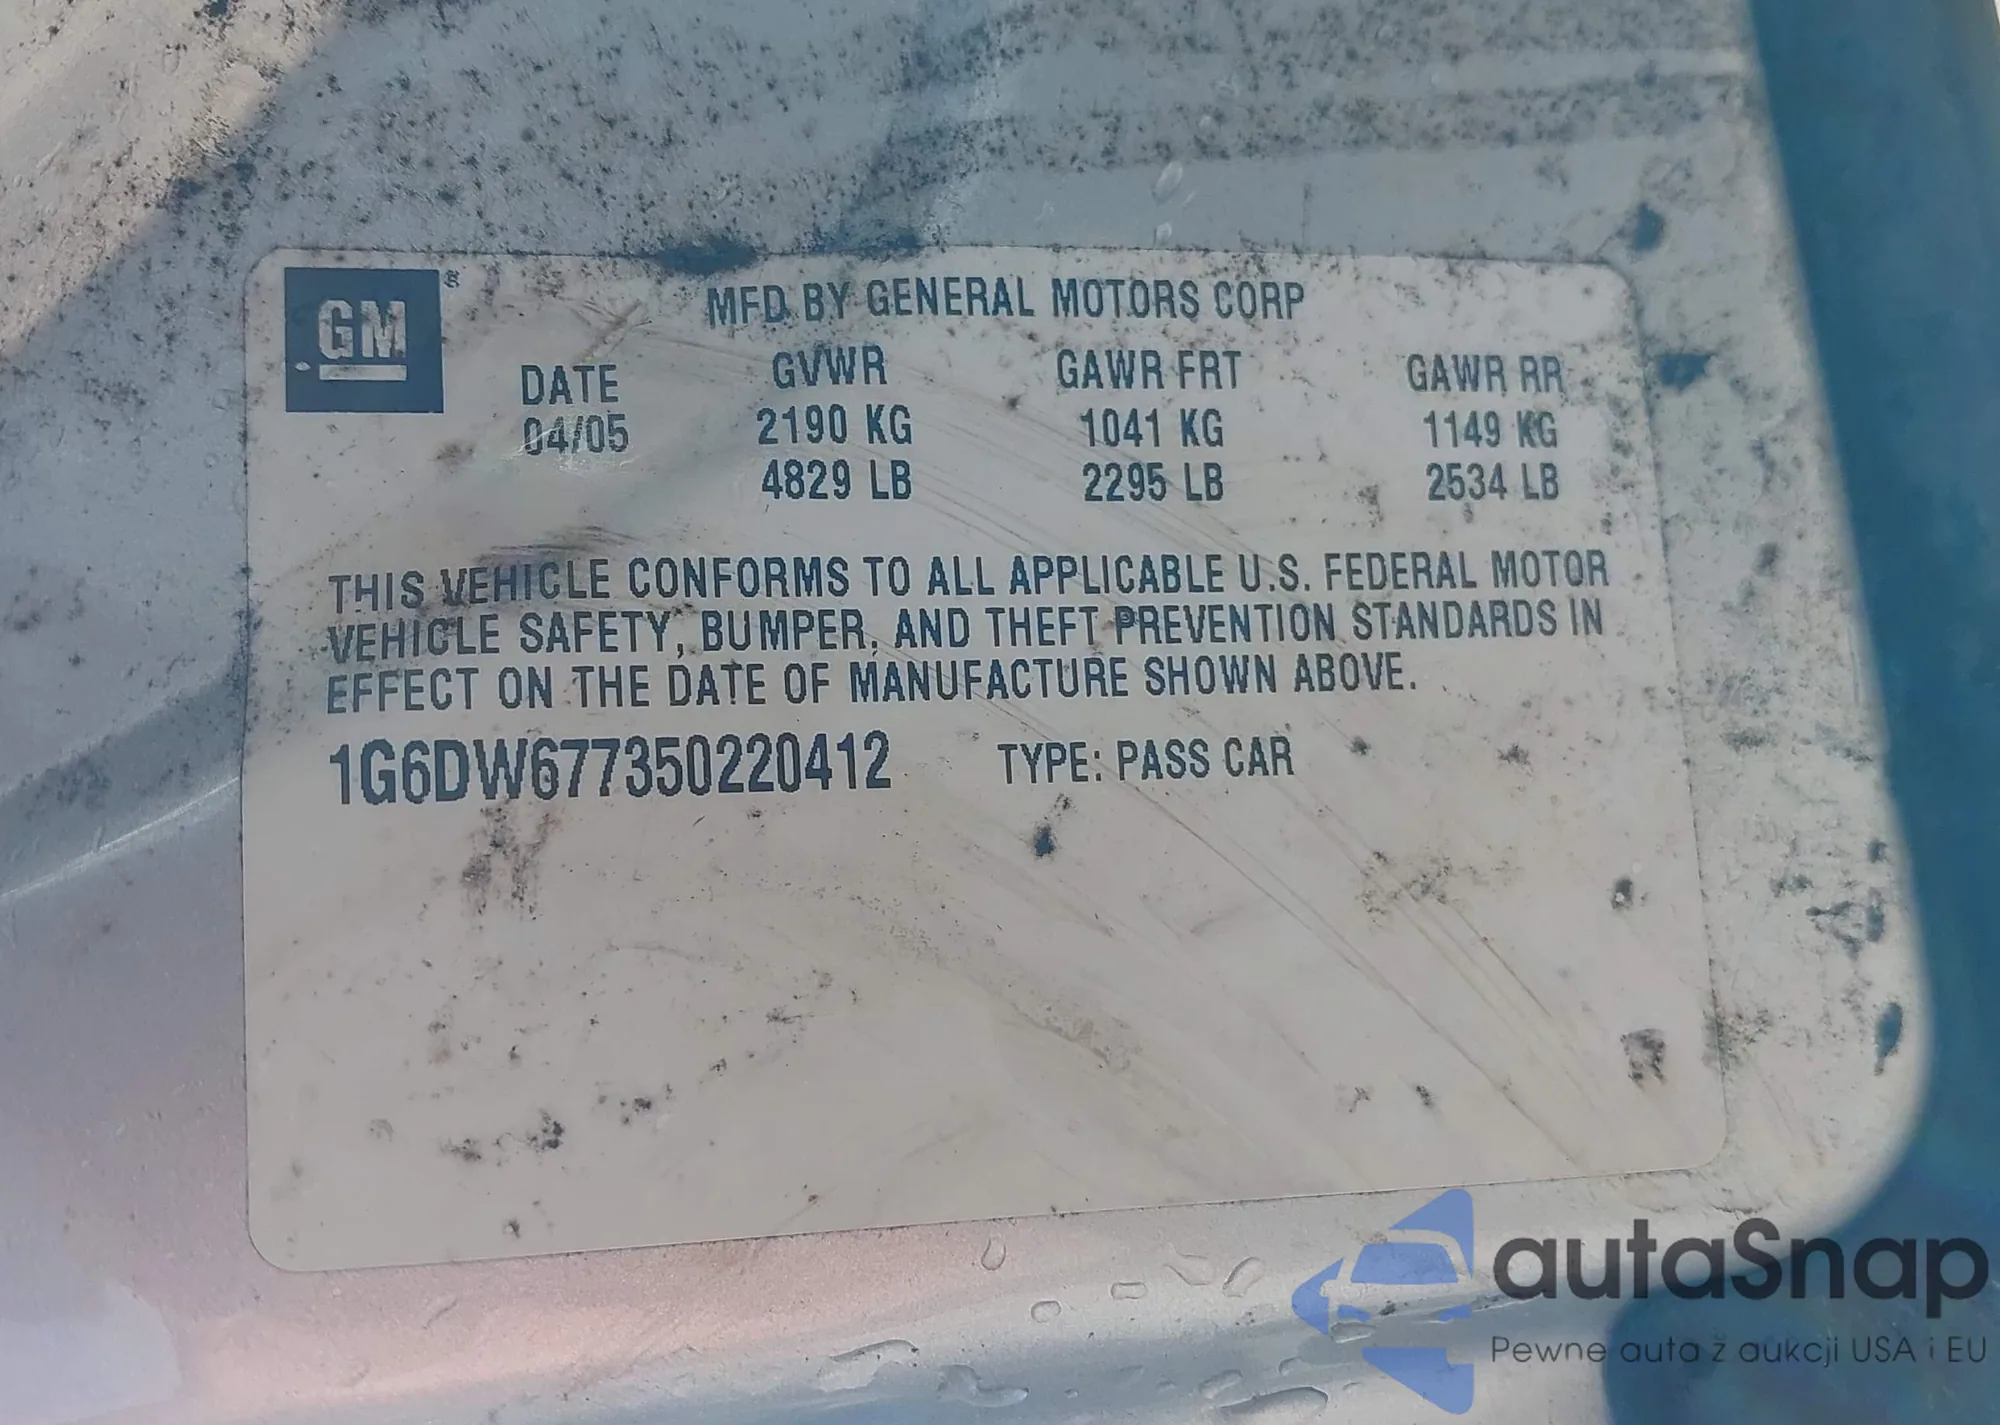 GM®
MFD BY GENERAL MOTORS CORP
DATE GVWR GAWR FRT GAWR RR
04/05 2190 KG 1041 KG 1149 KG
4829 LB 2295 LB 2534 LB
THIS VEHICLE CONFORMS TO ALL APPLICABLE U.S. FEDERAL MOTOR
VEHICLE SAFETY, BUMPER, AND THEFT PREVENTION STANDARDS IN
EFFECT ON THE DATE OF MANUFACTURE SHOWN ABOVE.
1G6DW677350220412 TYPE: PASS CAR
R
autaSnap
Pewne auta z aukcji USA i EU